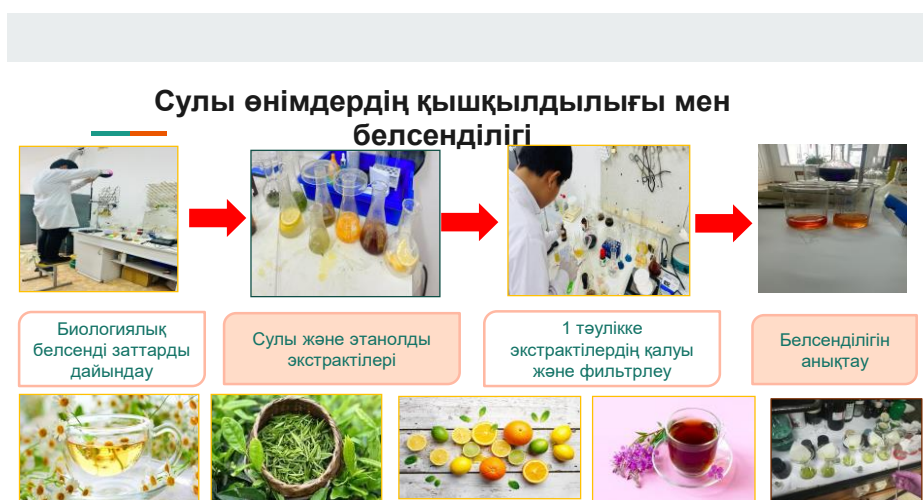 Сулы өнімдердің қышқылдылығы мен
белсенділігі
Биологиялық
белсенді заттарды
дайындау
Сулы және этанолды
экстрактілері
1 тәулікке
экстрактілердің қалуы
және фильтрлеу
Белсенділігін
анықтау